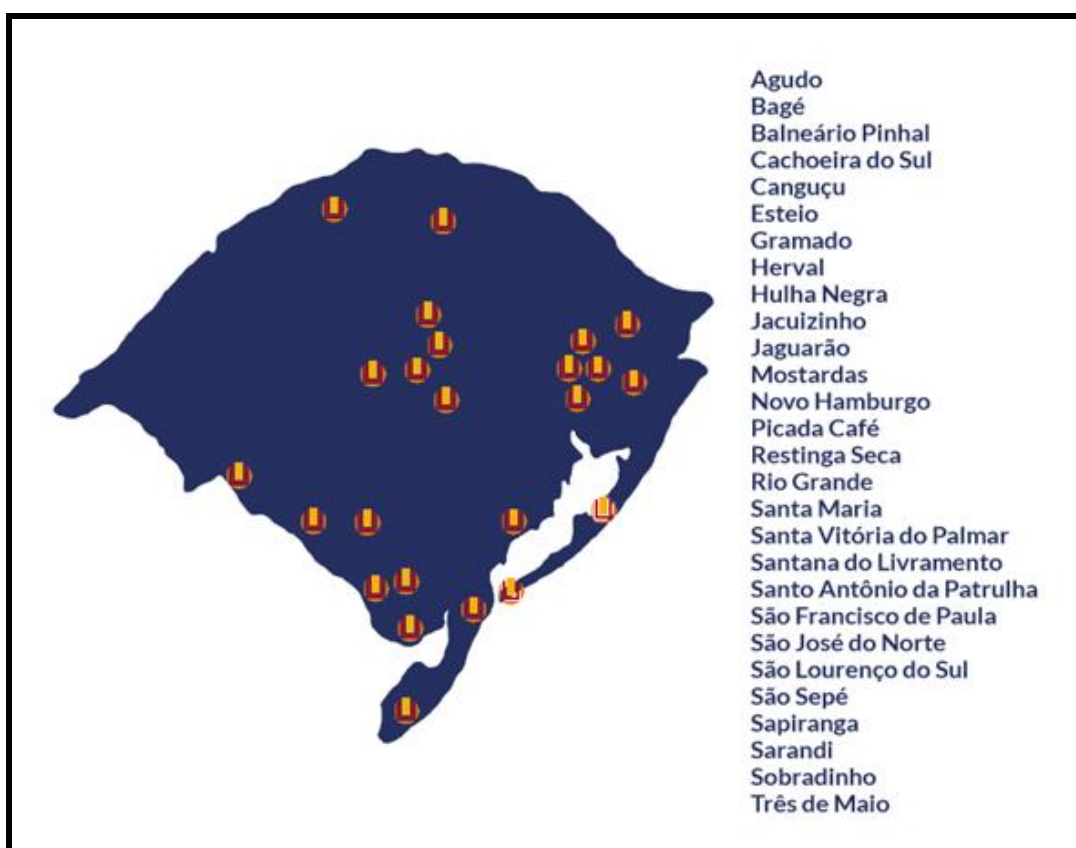 Agudo
Bagé
Balneário Pinhal
Cachoeira do Sul
Canguçu
Esteio
Gramado
Herval
Hulha Negra
Jacuizinho
Jaguarão
Mostardas
Novo Hamburgo
Picada Café
Restinga Seca
Rio Grande
Santa Maria
Santa Vitória do Palmar
Santana do Livramento
Santo Antônio da Patrulha
São Francisco de Paula
São José do Norte
São Lourenço do Sul
São Sepé
Sapiranga
Sarandi
Sobradinho
Três de Maio